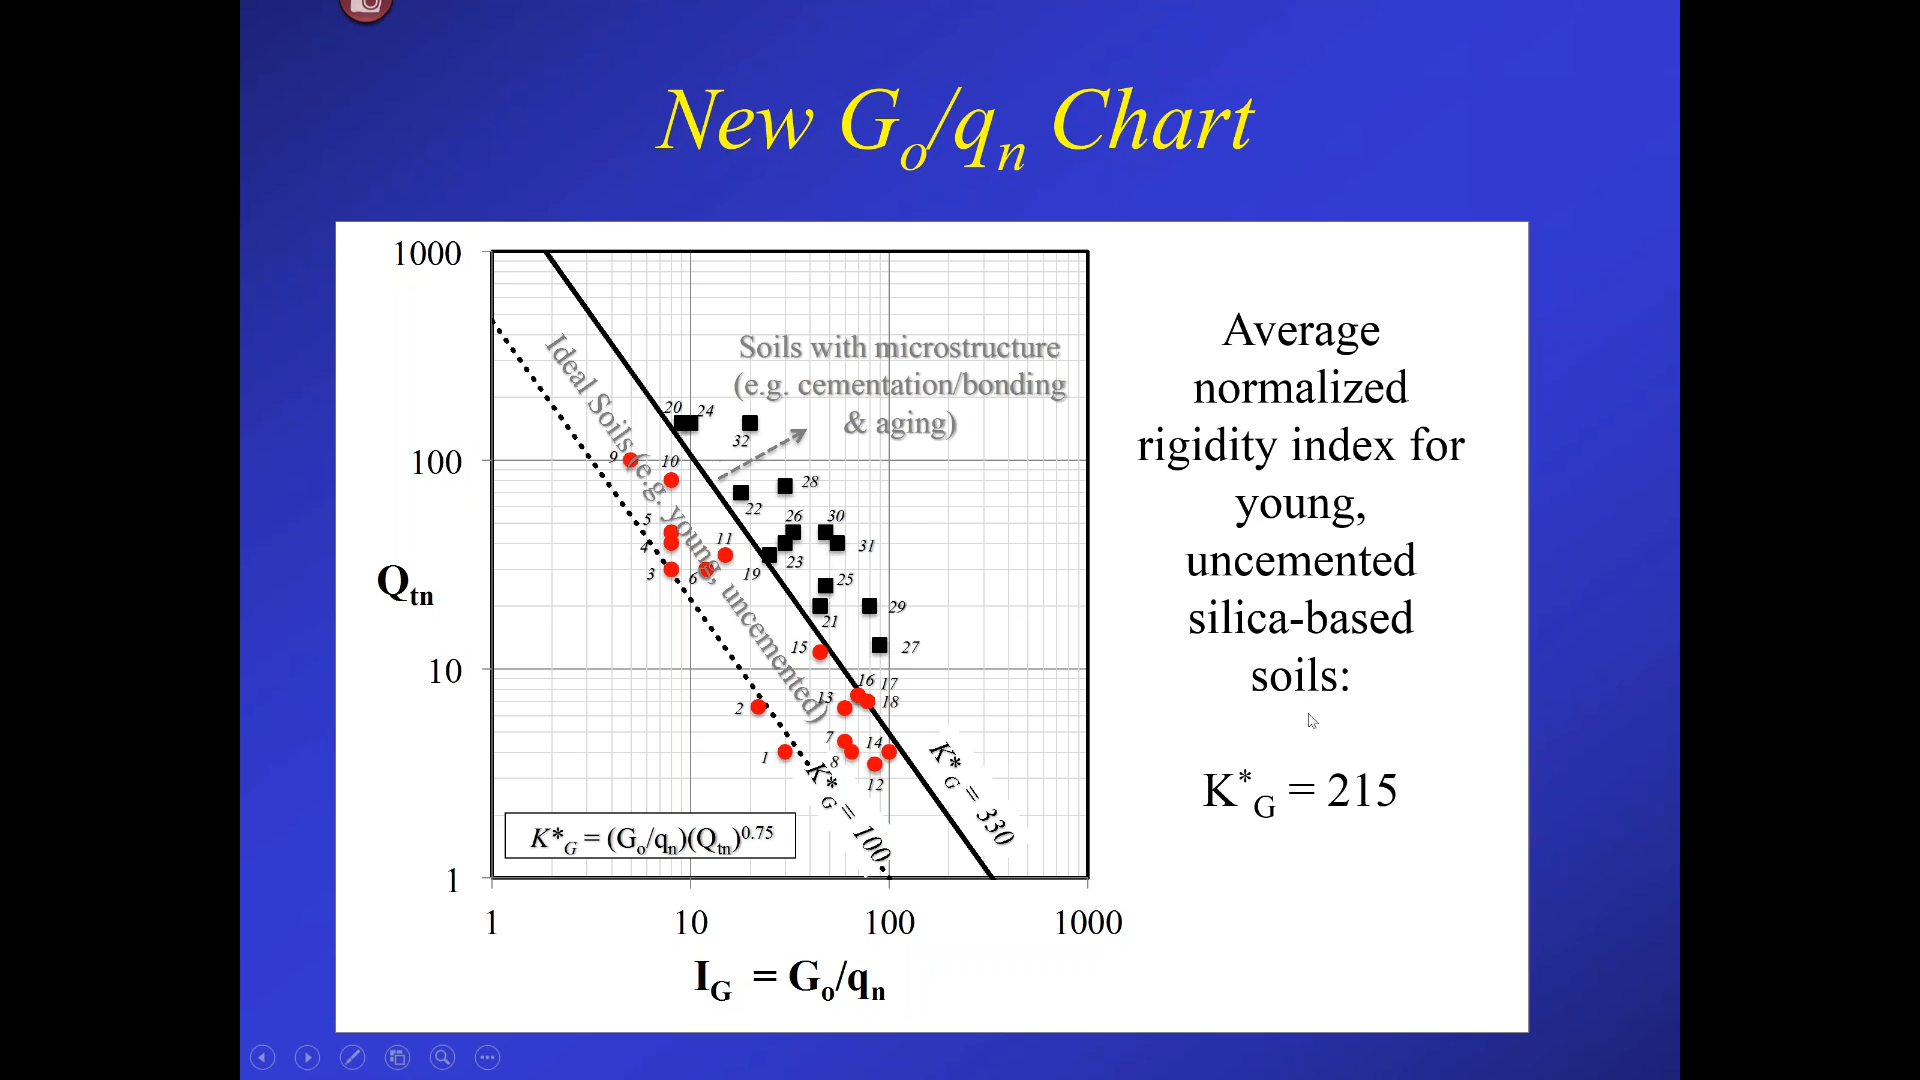 New Go/qn Chart
1000
100
10
1
Qtn
1
10
100
1000
IG = Go/qn
Ideal Soils (e.g. young, uncemented)
Soils with microstructure
(e.g. cementation/bonding
& aging)
20
24
32
9
10
28
22
5
26
30
4
11
31
3
6
19
23
25
21
29
15
27
16
17
13
18
2
7
14
1
8
12
K*G = 100
K*G = 330
K*G = (Go/qn)(Qtn)0.75
Average
normalized
rigidity index for
young,
uncemented
silica-based
soils:
K*G = 215